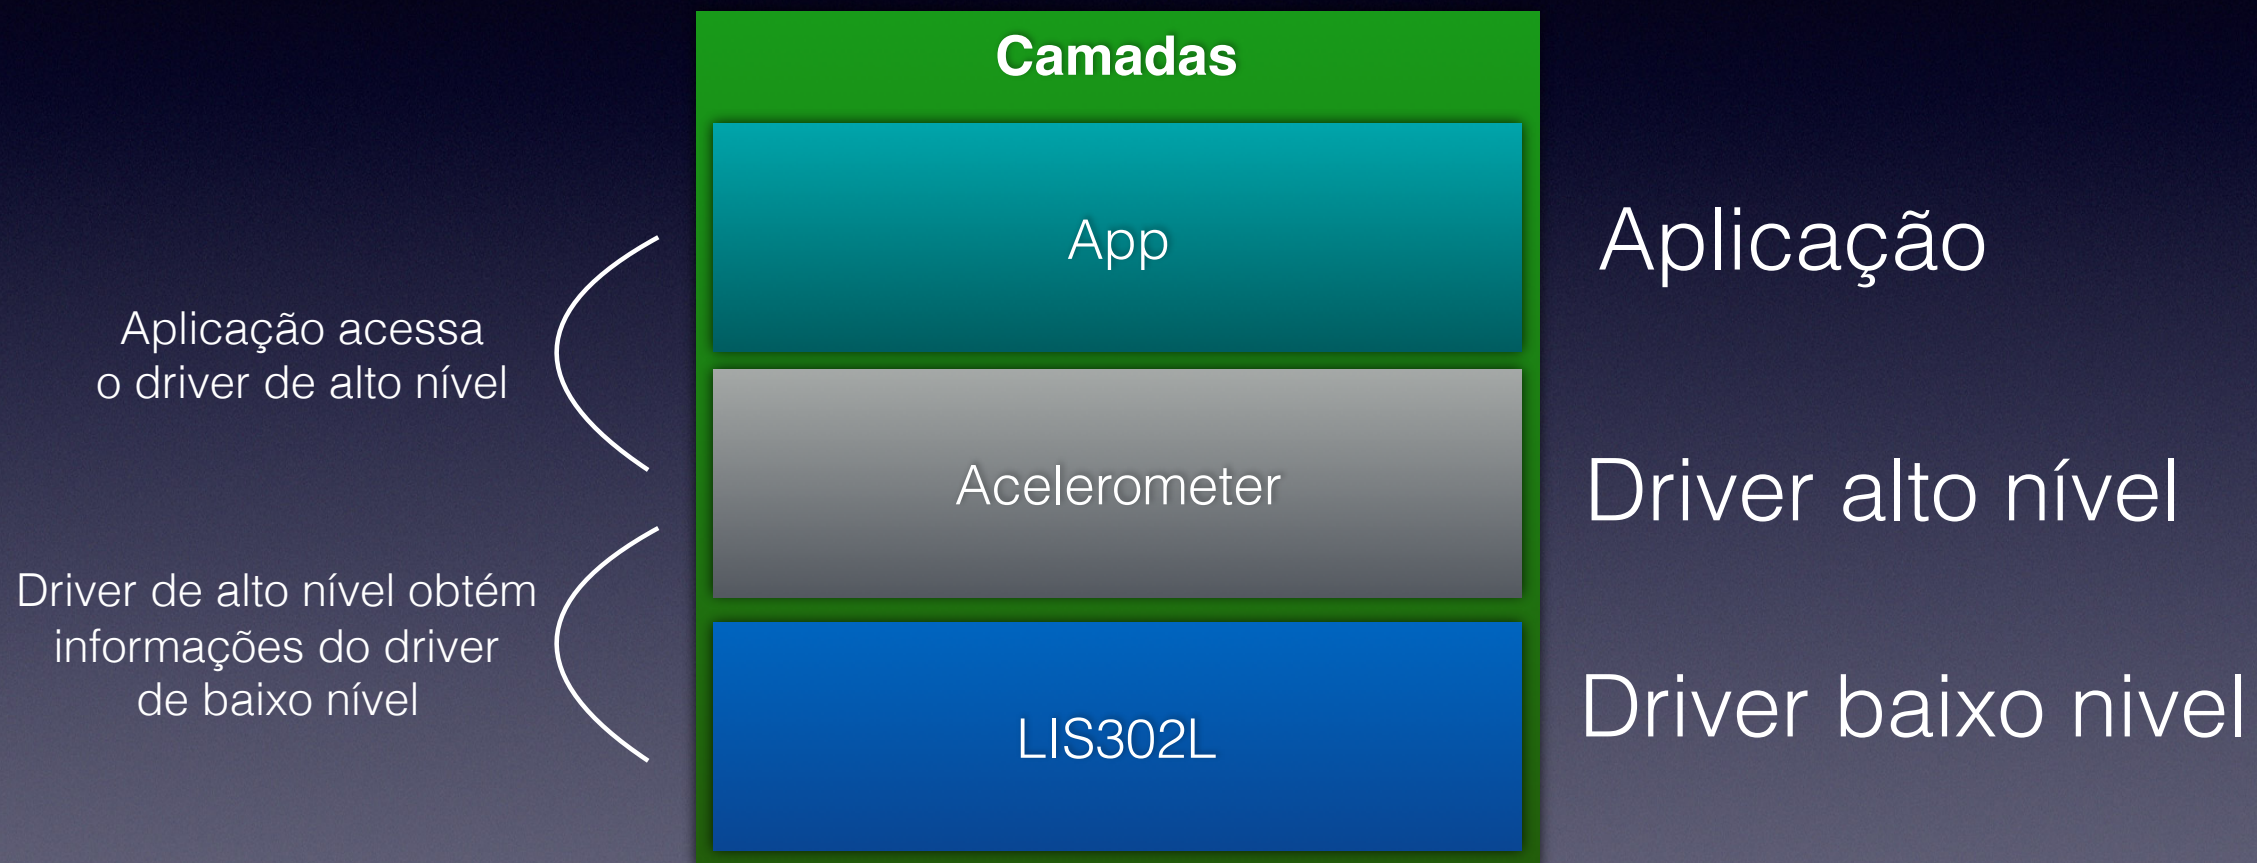 Camadas
App
Aplicação
Aplicação acessa
o driver de alto nível
Acelerometer
Driver alto nível
Driver de alto nível obtém
informações do driver
de baixo nível
LIS302L
Driver baixo nivel